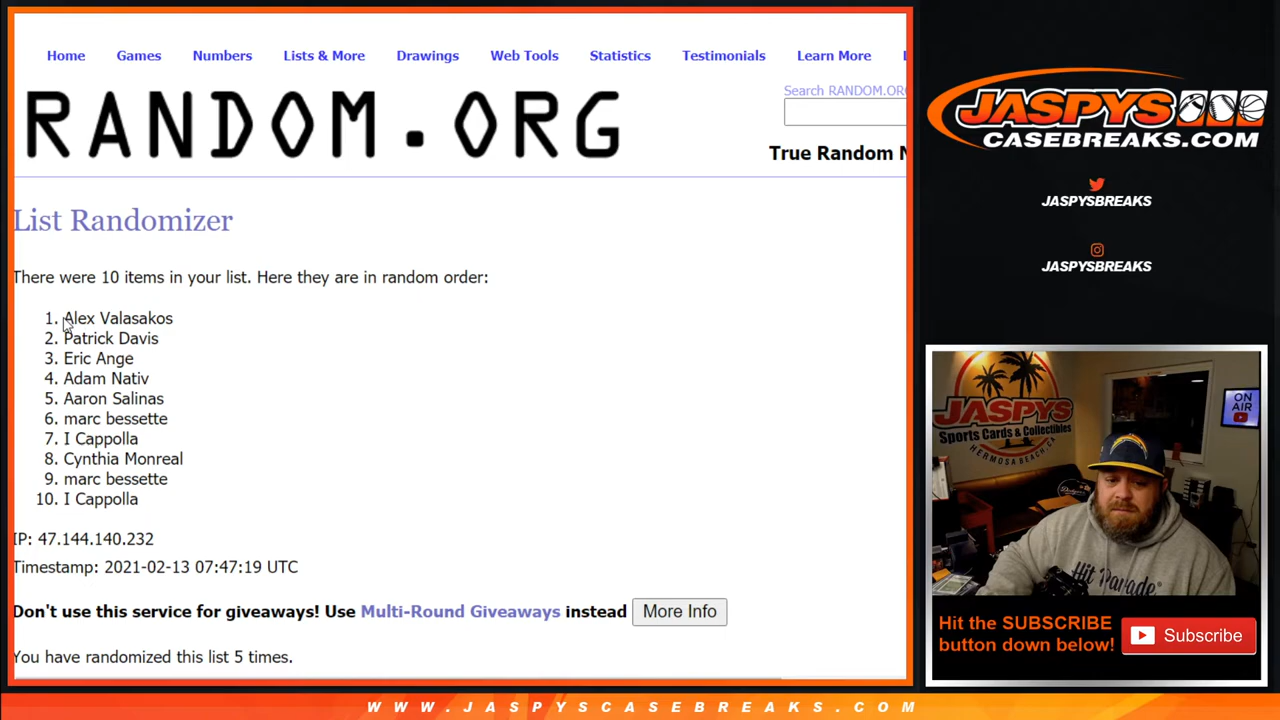 Home Games Numbers Lists & More Drawings Web Tools Statistics Testimonials Learn More
RANDOM.ORG
Search RANDOM.ORG
True Random N
List Randomizer
There were 10 items in your list. Here they are in random order:
1. Alex Valasakos
2. Patrick Davis
3. Eric Ange
4. Adam Nativ
5. Aaron Salinas
6. marc bessette
7. I Cappolla
8. Cynthia Monreal
9. marc bessette
10. I Cappolla
IP: 47.144.140.232
Timestamp: 2021-02-13 07:47:19 UTC
Don't use this service for giveaways! Use Multi-Round Giveaways instead More Info
You have randomized this list 5 times.
JASPYS
CASEBREAKS.COM
JASPYSBREAKS
JASPYSBREAKS
JASPYS
Sports Cards & Collectibles
HERMOSA BEACH, CA
ON
AIR
Dodgers
Hit Parade
Hit the SUBSCRIBE
button down below!
Subscribe
WWW.JASPYSCASEBREAKS.COM